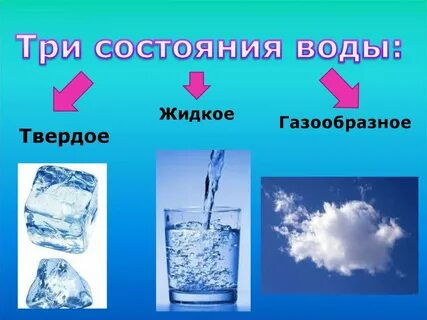 Три состояния воды:
Твердое
Жидкое
Газообразное